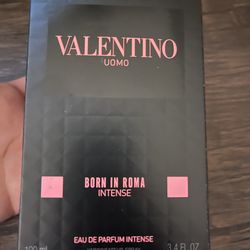 VALENTINO
UOMO
BORN IN ROMA
INTENSE
EAU DE PARFUM INTENSE
100 ml
3.4 FL. OZ